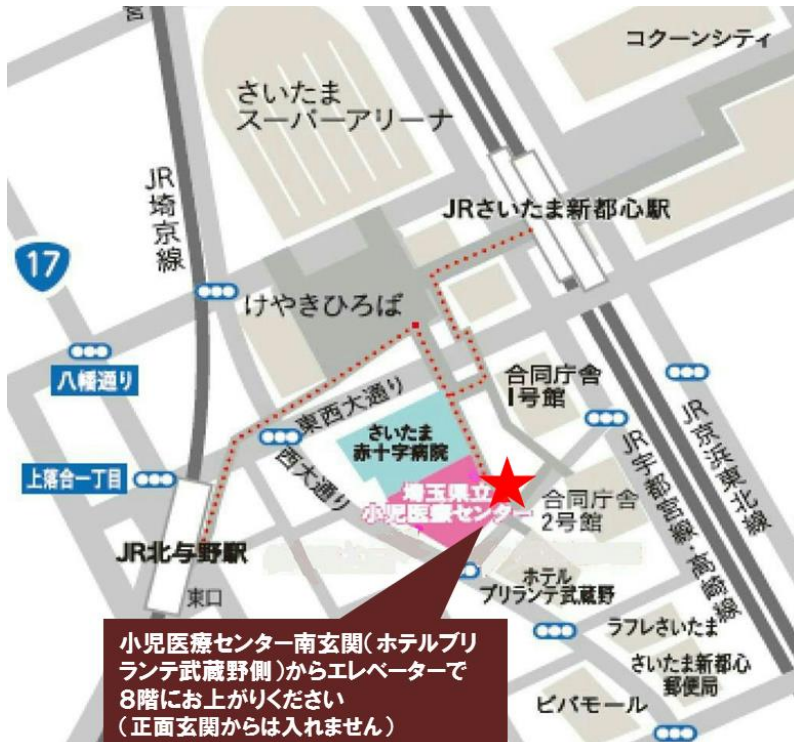 宮
コクーンシティ
さいたま
スーパーアリーナ
JR埼京線
JRさいたま新都心駅
17
けやきひろば
八幡通り
東西大通り
合同庁舎
1号館
さいたま
赤十字病院
西大通り
上落合一丁目
埼玉県立
小児医療センター
合同庁舎
2号館
JR宇都宮線・高崎線
JR京浜東北線
JR北与野駅
東口
ホテル
ブリランテ武蔵野
ラフレさいたま
さいたま新都心
郵便局
ビバモール
小児医療センター南玄関(ホテルブリ
ランテ武蔵野側)からエレベーターで
8階にお上がりください
(正面玄関からは入れません)